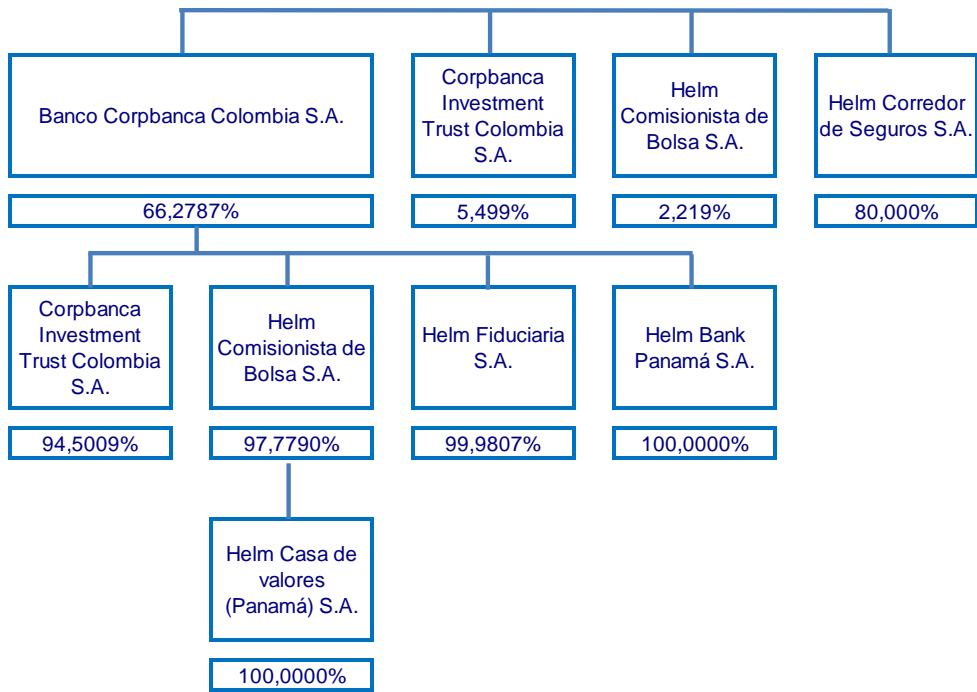 Banco Corpbanca Colombia S.A.
Corpbanca
Investment
Trust Colombia
S.A.
Helm
Comisionista de
Bolsa S.A.
Helm Corredor
de Seguros S.A.
66,2787%
5,499%
2,219%
80,000%
Corpbanca
Investment
Trust Colombia
S.A.
Helm
Comisionista de
Bolsa S.A.
Helm Fiduciaria
S.A.
Helm Bank
Panamá S.A.
94,5009%
97,7790%
99,9807%
100,0000%
Helm Casa de
valores
(Panamá) S.A.
100,0000%